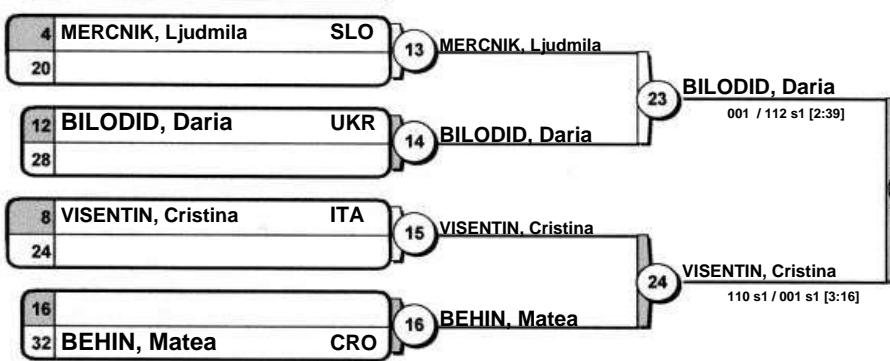 4 MERCNIK, Ljudmila SLO
20
13 MERCNIK, Ljudmila
12 BILODID, Daria UKR
28
14 BILODID, Daria
23 BILODID, Daria
001 / 112 s1 [2:39]
8 VISENTIN, Cristina ITA
24
15 VISENTIN, Cristina
16
32 BEHIN, Matea CRO
16 BEHIN, Matea
24 VISENTIN, Cristina
110 s1 / 001 s1 [3:16]